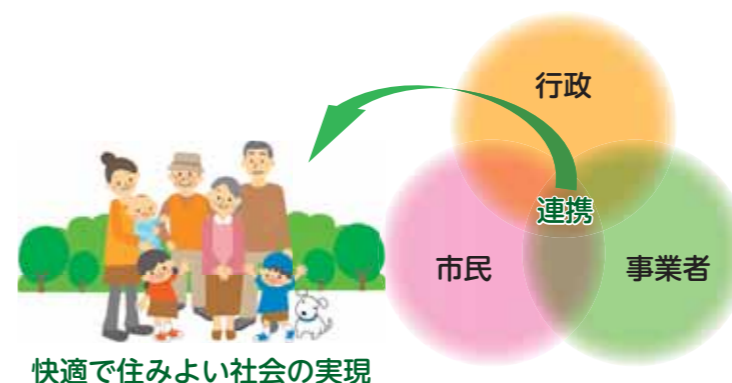 行政
連携
市民
事業者
快適で住みよい社会の実現